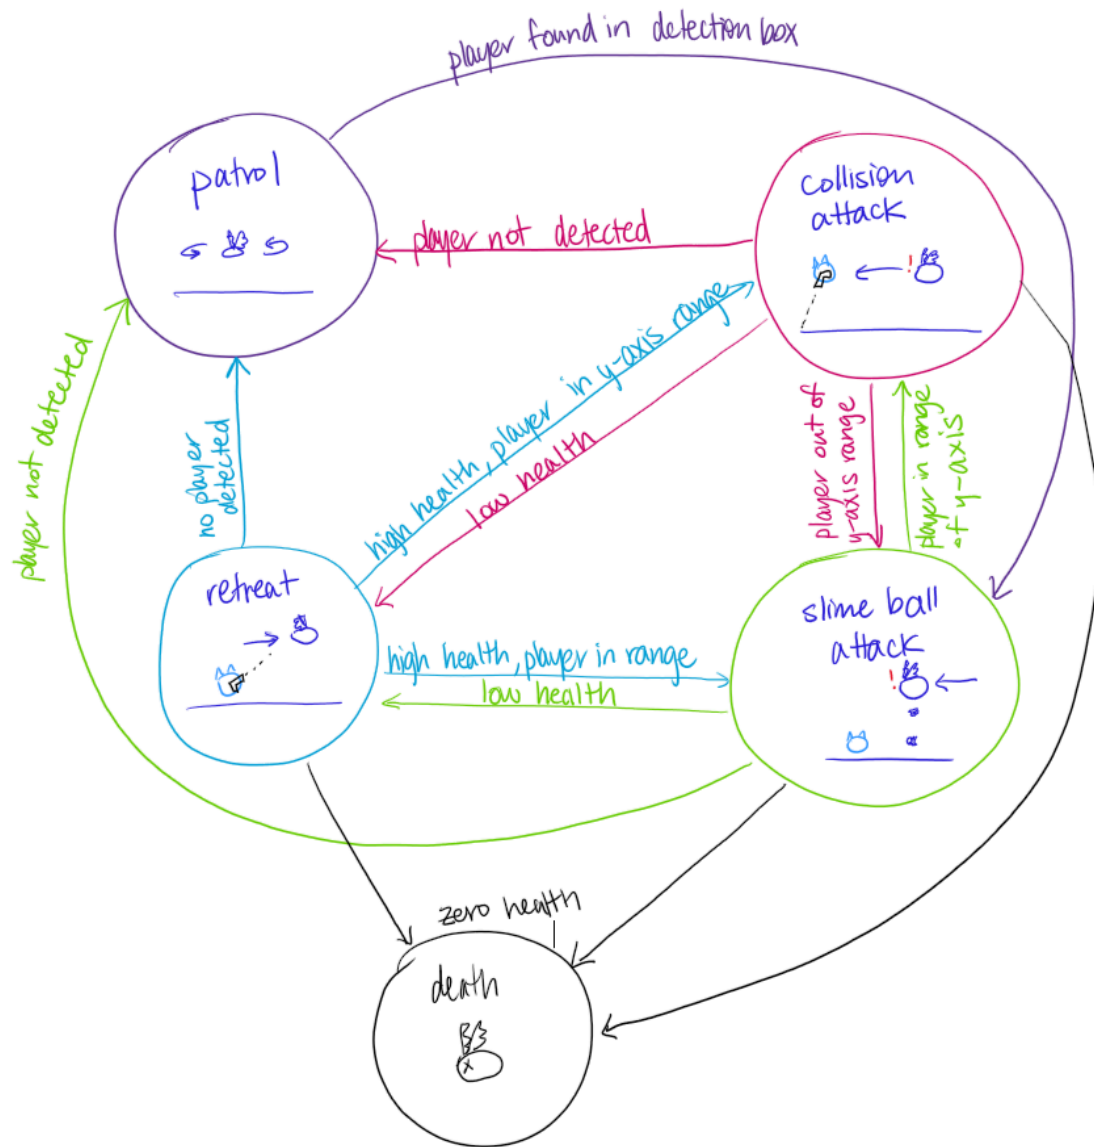 player found in detection box
patrol
collision
attack
!
player not detected
player not detected
no player
detected
high health, player in y-axis range
low health
player out of
y-axis range
player in range
of y-axis
retreat
high health, player in range
low health
slime ball
attack
!
zero health
death
x